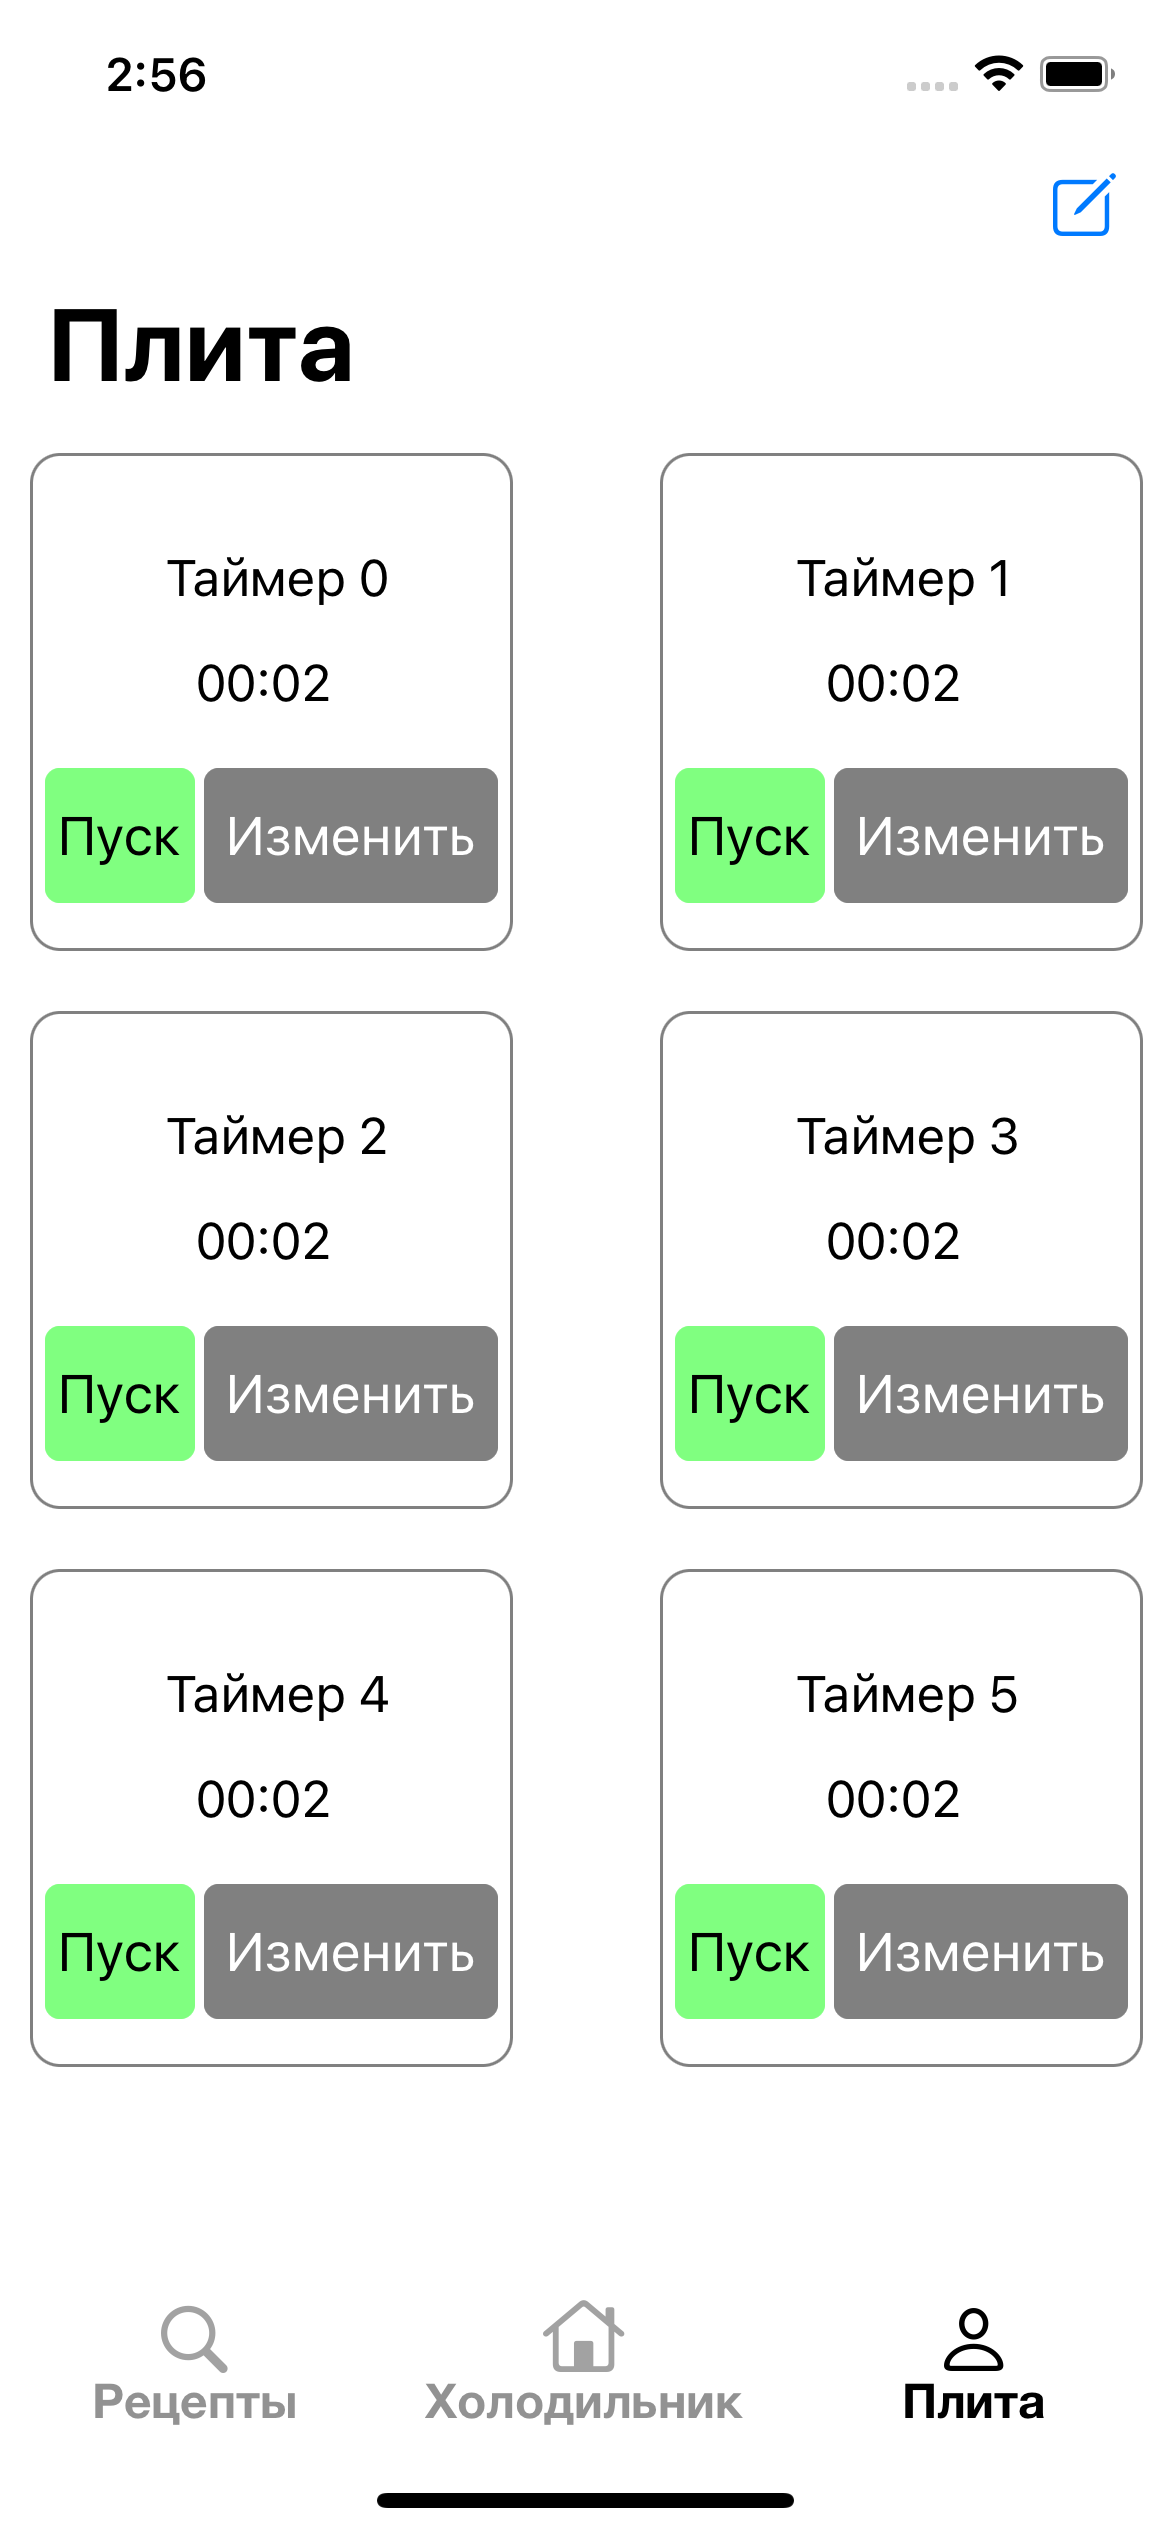 2:56
Плита
Таймер 0
00:02
Пуск Изменить
Таймер 1
00:02
Пуск Изменить
Таймер 2
00:02
Пуск Изменить
Таймер 3
00:02
Пуск Изменить
Таймер 4
00:02
Пуск Изменить
Таймер 5
00:02
Пуск Изменить
Рецепты
Холодильник
Плита